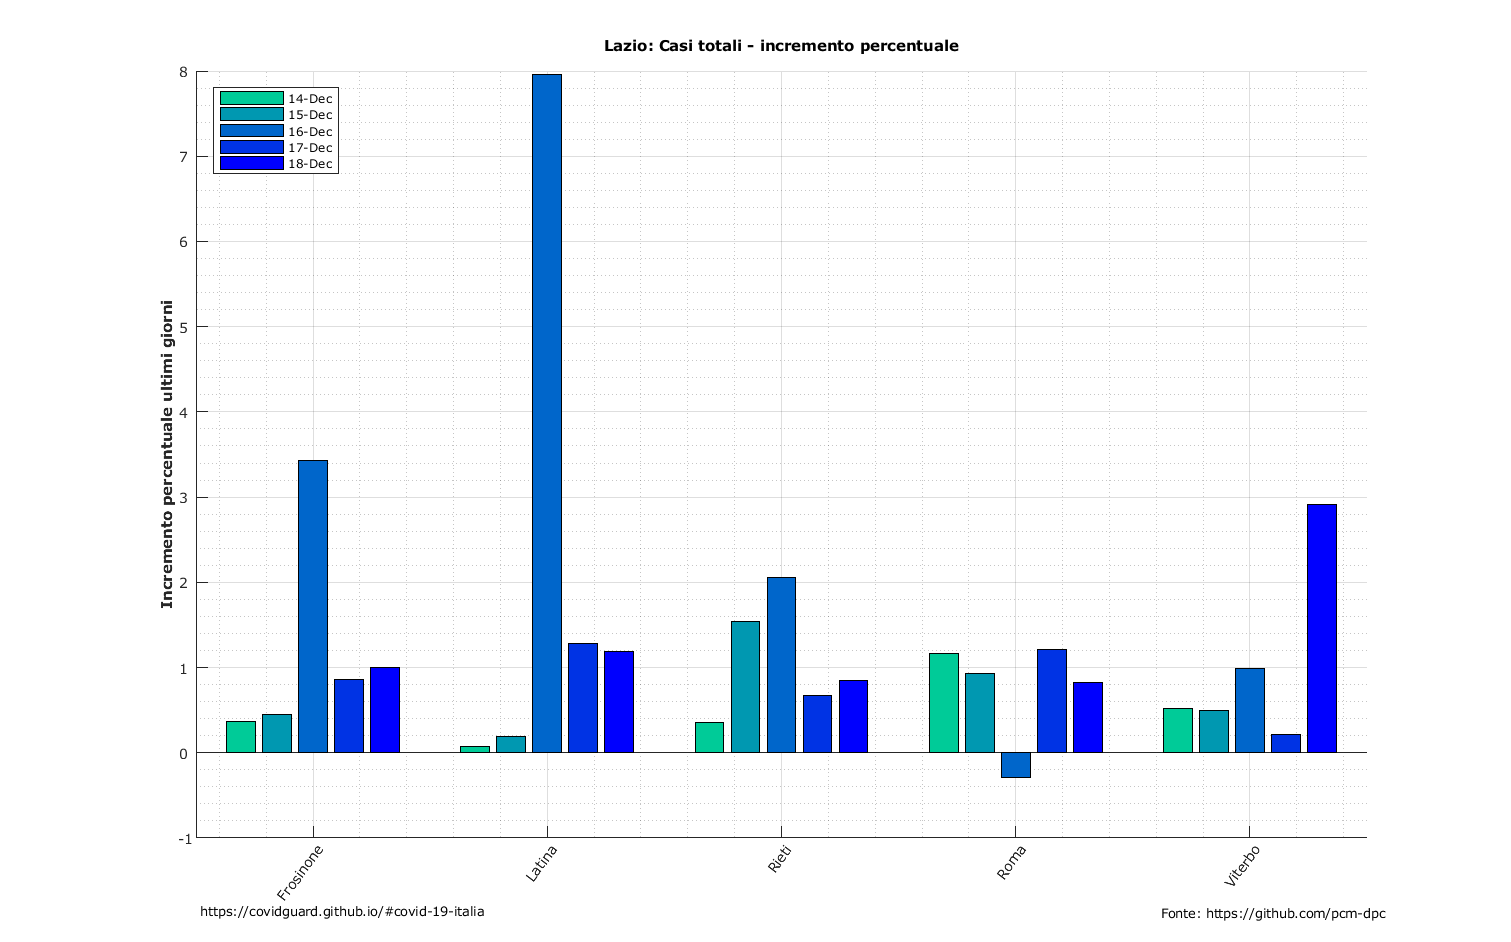 Lazio: Casi totali - incremento percentuale
Incremento percentuale ultimi giorni
8
7
6
5
4
3
2
1
0
-1
14-Dec
15-Dec
16-Dec
17-Dec
18-Dec
Frosinone
Latina
Rieti
Roma
Viterbo
https://covidguard.github.io/#covid-19-italia
Fonte: https://github.com/pcm-dpc